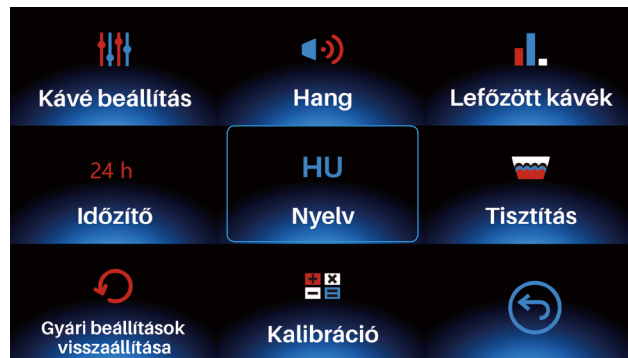 Kávé beállítás
Hang
Lefőzött kávék
24 h
Időzítő
HU
Nyelv
Tisztítás
Gyári beállítások
visszaállítása
Kalibráció